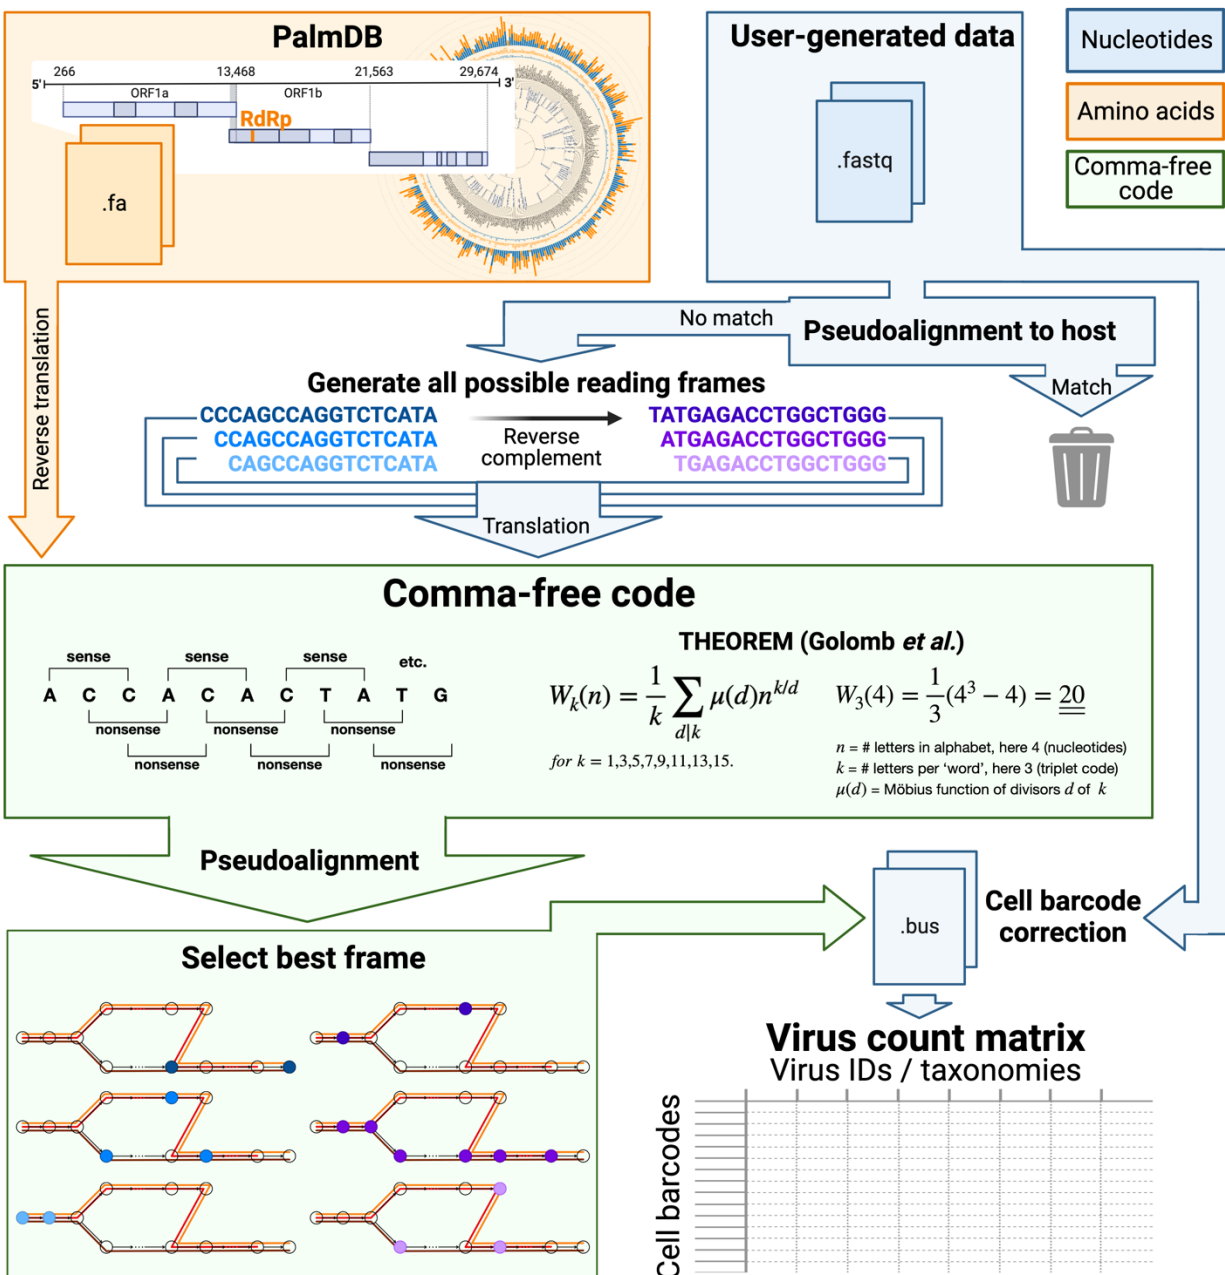 PalmDB
266 13,468 21,563 29,674
5' 3'
ORF1a ORF1b
RdRp
.fa
User-generated data
.fastq
Nucleotides
Amino acids
Comma-free
code
Reverse translation
No match
Pseudoalignment to host
Match
Generate all possible reading frames
CCCAGCCAGGTCTCATA
CCAGCCAGGTCTCATA
CAGCCAGGTCTCATA
Reverse
complement
TATGAGACCTGGCTGGG
ATGAGACCTGGCTGGG
TGAGACCTGGCTGGG
Translation
Comma-free code
sense sense sense etc.
A C C A C A C T A T G
nonsense nonsense nonsense
nonsense nonsense nonsense
THEOREM (Golomb et al.)
W_k(n) = 1/k ∑_{d|k} μ(d)n^{k/d}
for k = 1,3,5,7,9,11,13,15.
W_3(4) = 1/3(4^3 − 4) = 20
n = # letters in alphabet, here 4 (nucleotides)
k = # letters per ‘word’, here 3 (triplet code)
μ(d) = Möbius function of divisors d of k
Pseudoalignment
Select best frame
.bus
Cell barcode
correction
Virus count matrix
Virus IDs / taxonomies
Cell barcodes